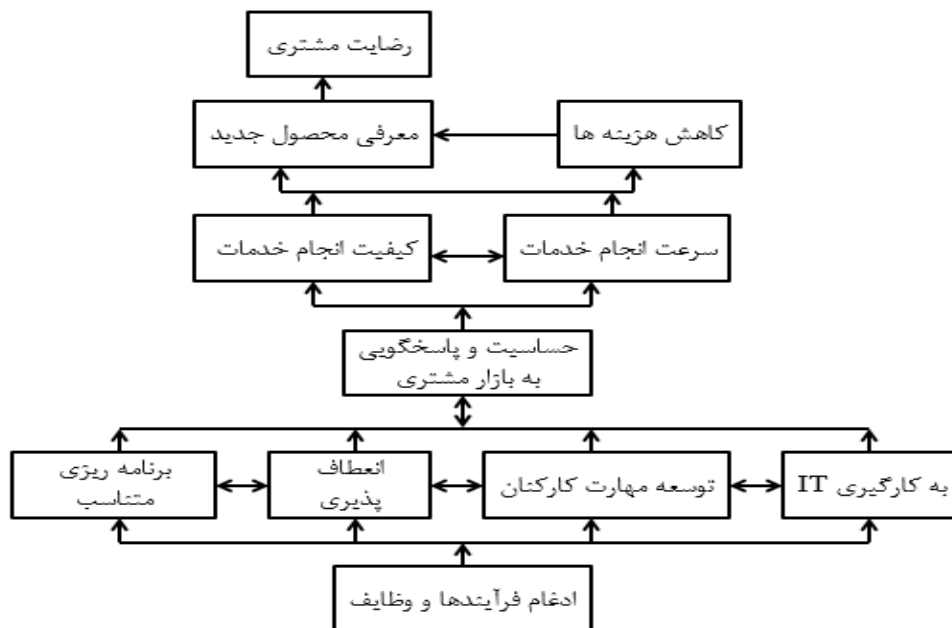 رضایت مشتری
کاهش هزینه ها
معرفی محصول جدید
سرعت انجام خدمات
کیفیت انجام خدمات
حساسیت و پاسخگویی
به بازار مشتری
به کارگیری IT
توسعه مهارت کارکنان
انعطاف
پذیری
برنامه ریزی
متناسب
ادغام فرآیندها و وظایف